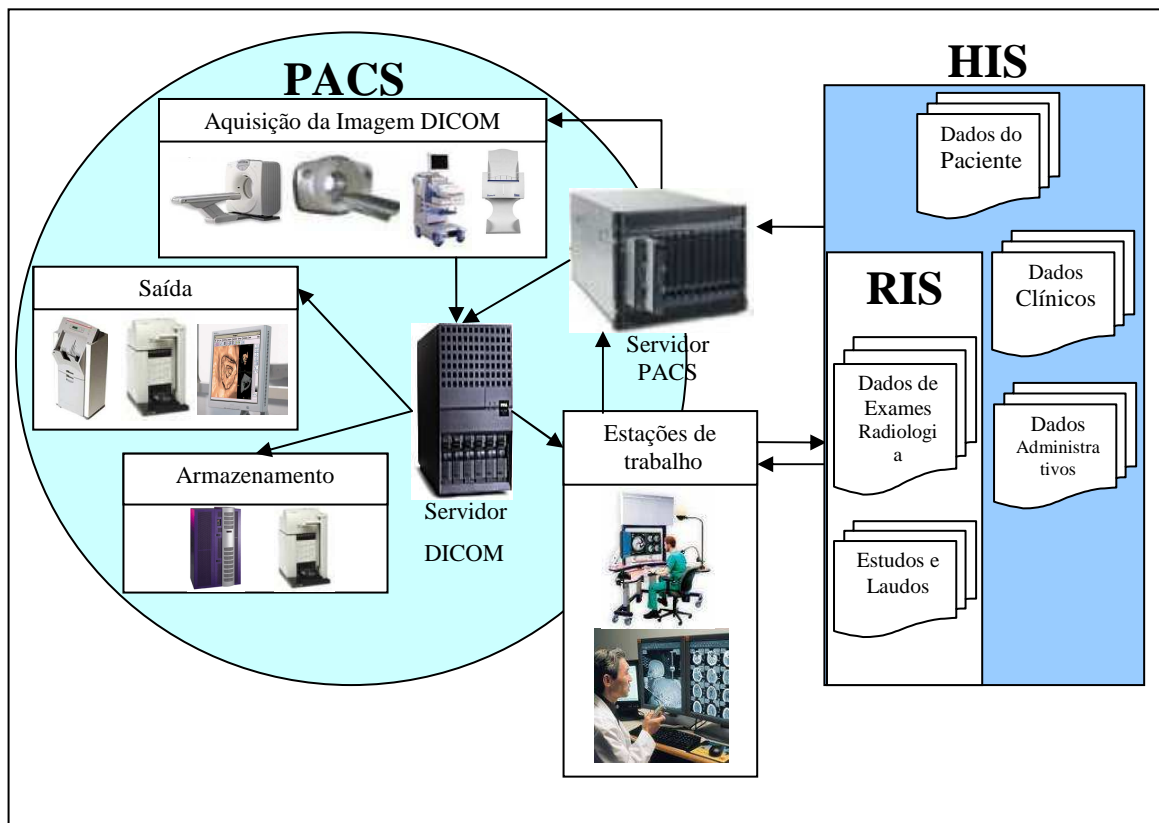 PACS
HIS
Aquisição da Imagem DICOM
Dados do
Paciente
Saída
Servidor
PACS
RIS
Dados
Clínicos
Dados de
Exames
Radiologi
a
Dados
Administra
tivos
Armazenamento
Servidor
DICOM
Estações de
trabalho
Estudos e
Laudos